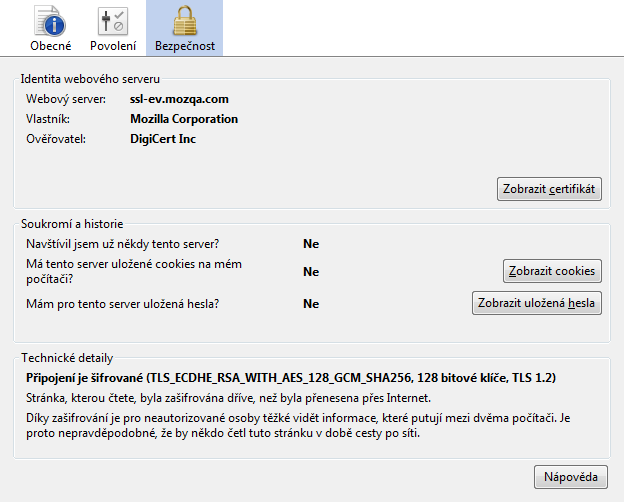 Obecné Povolení Bezpečnost
Identita webového serveru
Webový server: ssl-ev.mozqa.com
Vlastník: Mozilla Corporation
Ověřovatel: DigiCert Inc
Zobrazit certifikát
Soukromí a historie
Navštívil jsem už někdy tento server? Ne
Má tento server uložené cookies na mém
počítači? Ne Zobrazit cookies
Mám pro tento server uložená hesla? Ne Zobrazit uložená hesla
Technické detaily
Připojení je šifrované (TLS_ECDHE_RSA_WITH_AES_128_GCM_SHA256, 128 bitové klíče, TLS 1.2)
Stránka, kterou čtete, byla zašifrována dříve, než byla přenesena přes Internet.
Díky zašifrování je pro neautorizované osoby těžké vidět informace, které putují mezi dvěma počítači. Je
proto nepravděpodobné, že by někdo četl tuto stránku v době cesty po síti.
Nápověda